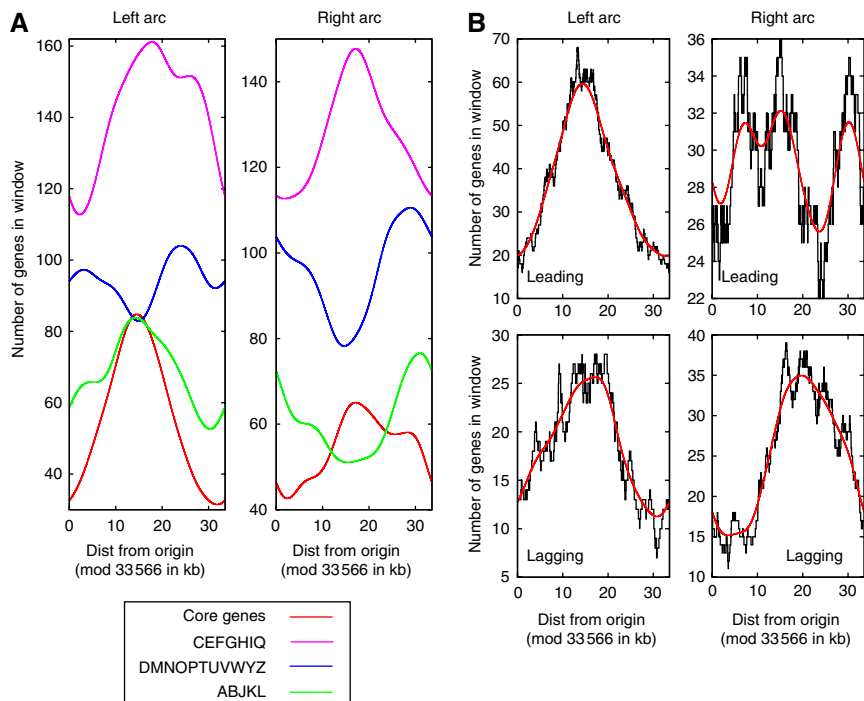 A
Left arc
Right arc
Number of genes in window
160
140
120
100
80
60
40
0
10
20
30
150
140
120
100
80
60
40
0
10
20
30
Dist from origin
(mod 33 566 in kb)
Dist from origin
(mod 33 566 in kb)
Core genes
CEFGHIQ
DMNOPTUVWYZ
ABJKL
B
Left arc
Right arc
Number of genes in window
70
60
50
40
30
20
10
0
10
20
30
Leading
36
34
32
30
28
26
24
22
0
10
20
30
Leading
Number of genes in window
30
25
20
15
10
5
0
10
20
30
Lagging
40
35
30
25
20
15
10
0
10
20
30
Lagging
Dist from origin
(mod 33 566 in kb)
Dist from origin
(mod 33 566 in kb)